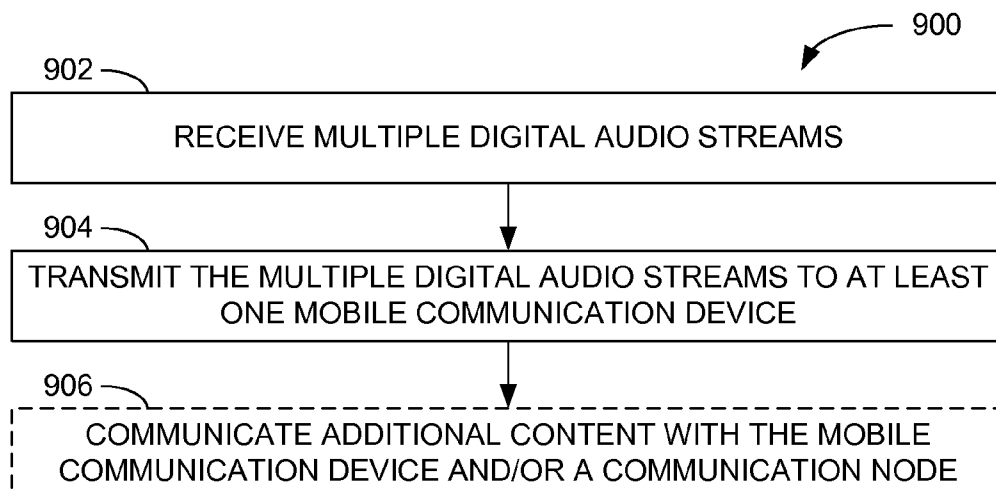 900
902
RECEIVE MULTIPLE DIGITAL AUDIO STREAMS
904
TRANSMIT THE MULTIPLE DIGITAL AUDIO STREAMS TO AT LEAST
ONE MOBILE COMMUNICATION DEVICE
906
COMMUNICATE ADDITIONAL CONTENT WITH THE MOBILE
COMMUNICATION DEVICE AND/OR A COMMUNICATION NODE